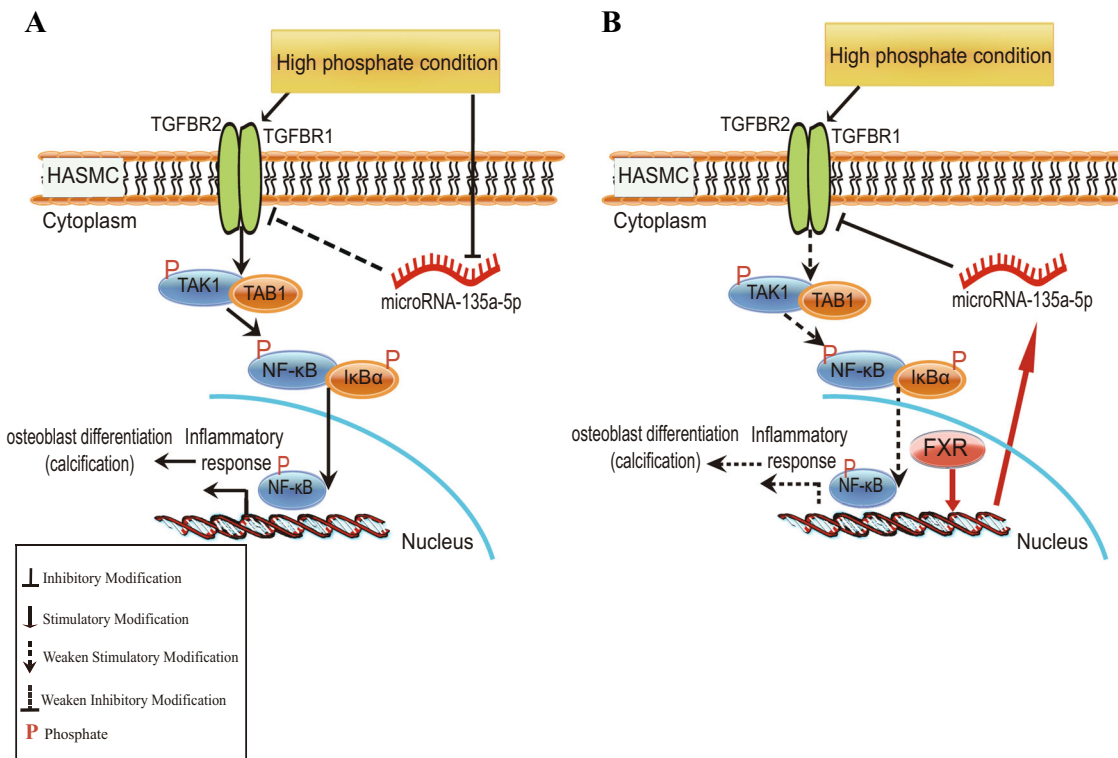 A
High phosphate condition
TGFBR2
TGFBR1
HASMC
Cytoplasm
P
TAK1
TAB1
microRNA-135a-5p
P
P
NF-κB
IκBα
osteoblast differentiation
(calcification)
Inflammatory
response
P
NF-κB
Nucleus
Inhibitory Modification
Stimulatory Modification
Weaken Stimulatory Modification
Weaken Inhibitory Modification
P Phosphate
B
High phosphate condition
TGFBR2
TGFBR1
HASMC
Cytoplasm
P
TAK1
TAB1
microRNA-135a-5p
P
P
NF-κB
IκBα
osteoblast differentiation
(calcification)
Inflammatory
response
P
NF-κB
FXR
Nucleus